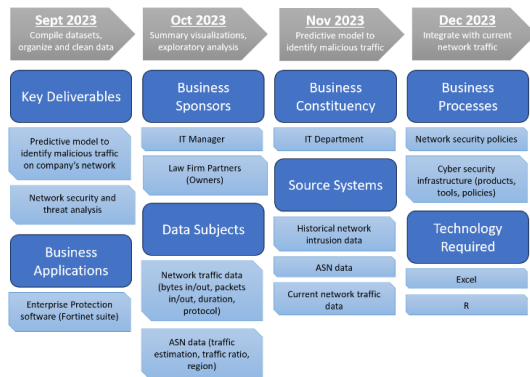 Sept 2023
Compile datasets,
organize and clean data
Oct 2023
Summary visualizations,
exploratory analysis
Nov 2023
Predictive model to
identify malicious traffic
Dec 2023
Integrate with current
network traffic
Key Deliverables
Predictive model to
identify malicious traffic
on company's network
Network security and
threat analysis
Business
Applications
Enterprise Protection
software (Fortinet suite)
Business
Sponsors
IT Manager
Law Firm Partners
(Owners)
Data Subjects
Network traffic data
(bytes in/out, packets
in/out, duration,
protocol)
ASN data (traffic
estimation, traffic ratio,
region)
Business
Constituency
IT Department
Source Systems
Historical network
intrusion data
ASN data
Current network traffic
data
Business
Processes
Network security policies
Cyber security
infrastructure (products,
tools, policies)
Technology
Required
Excel
R